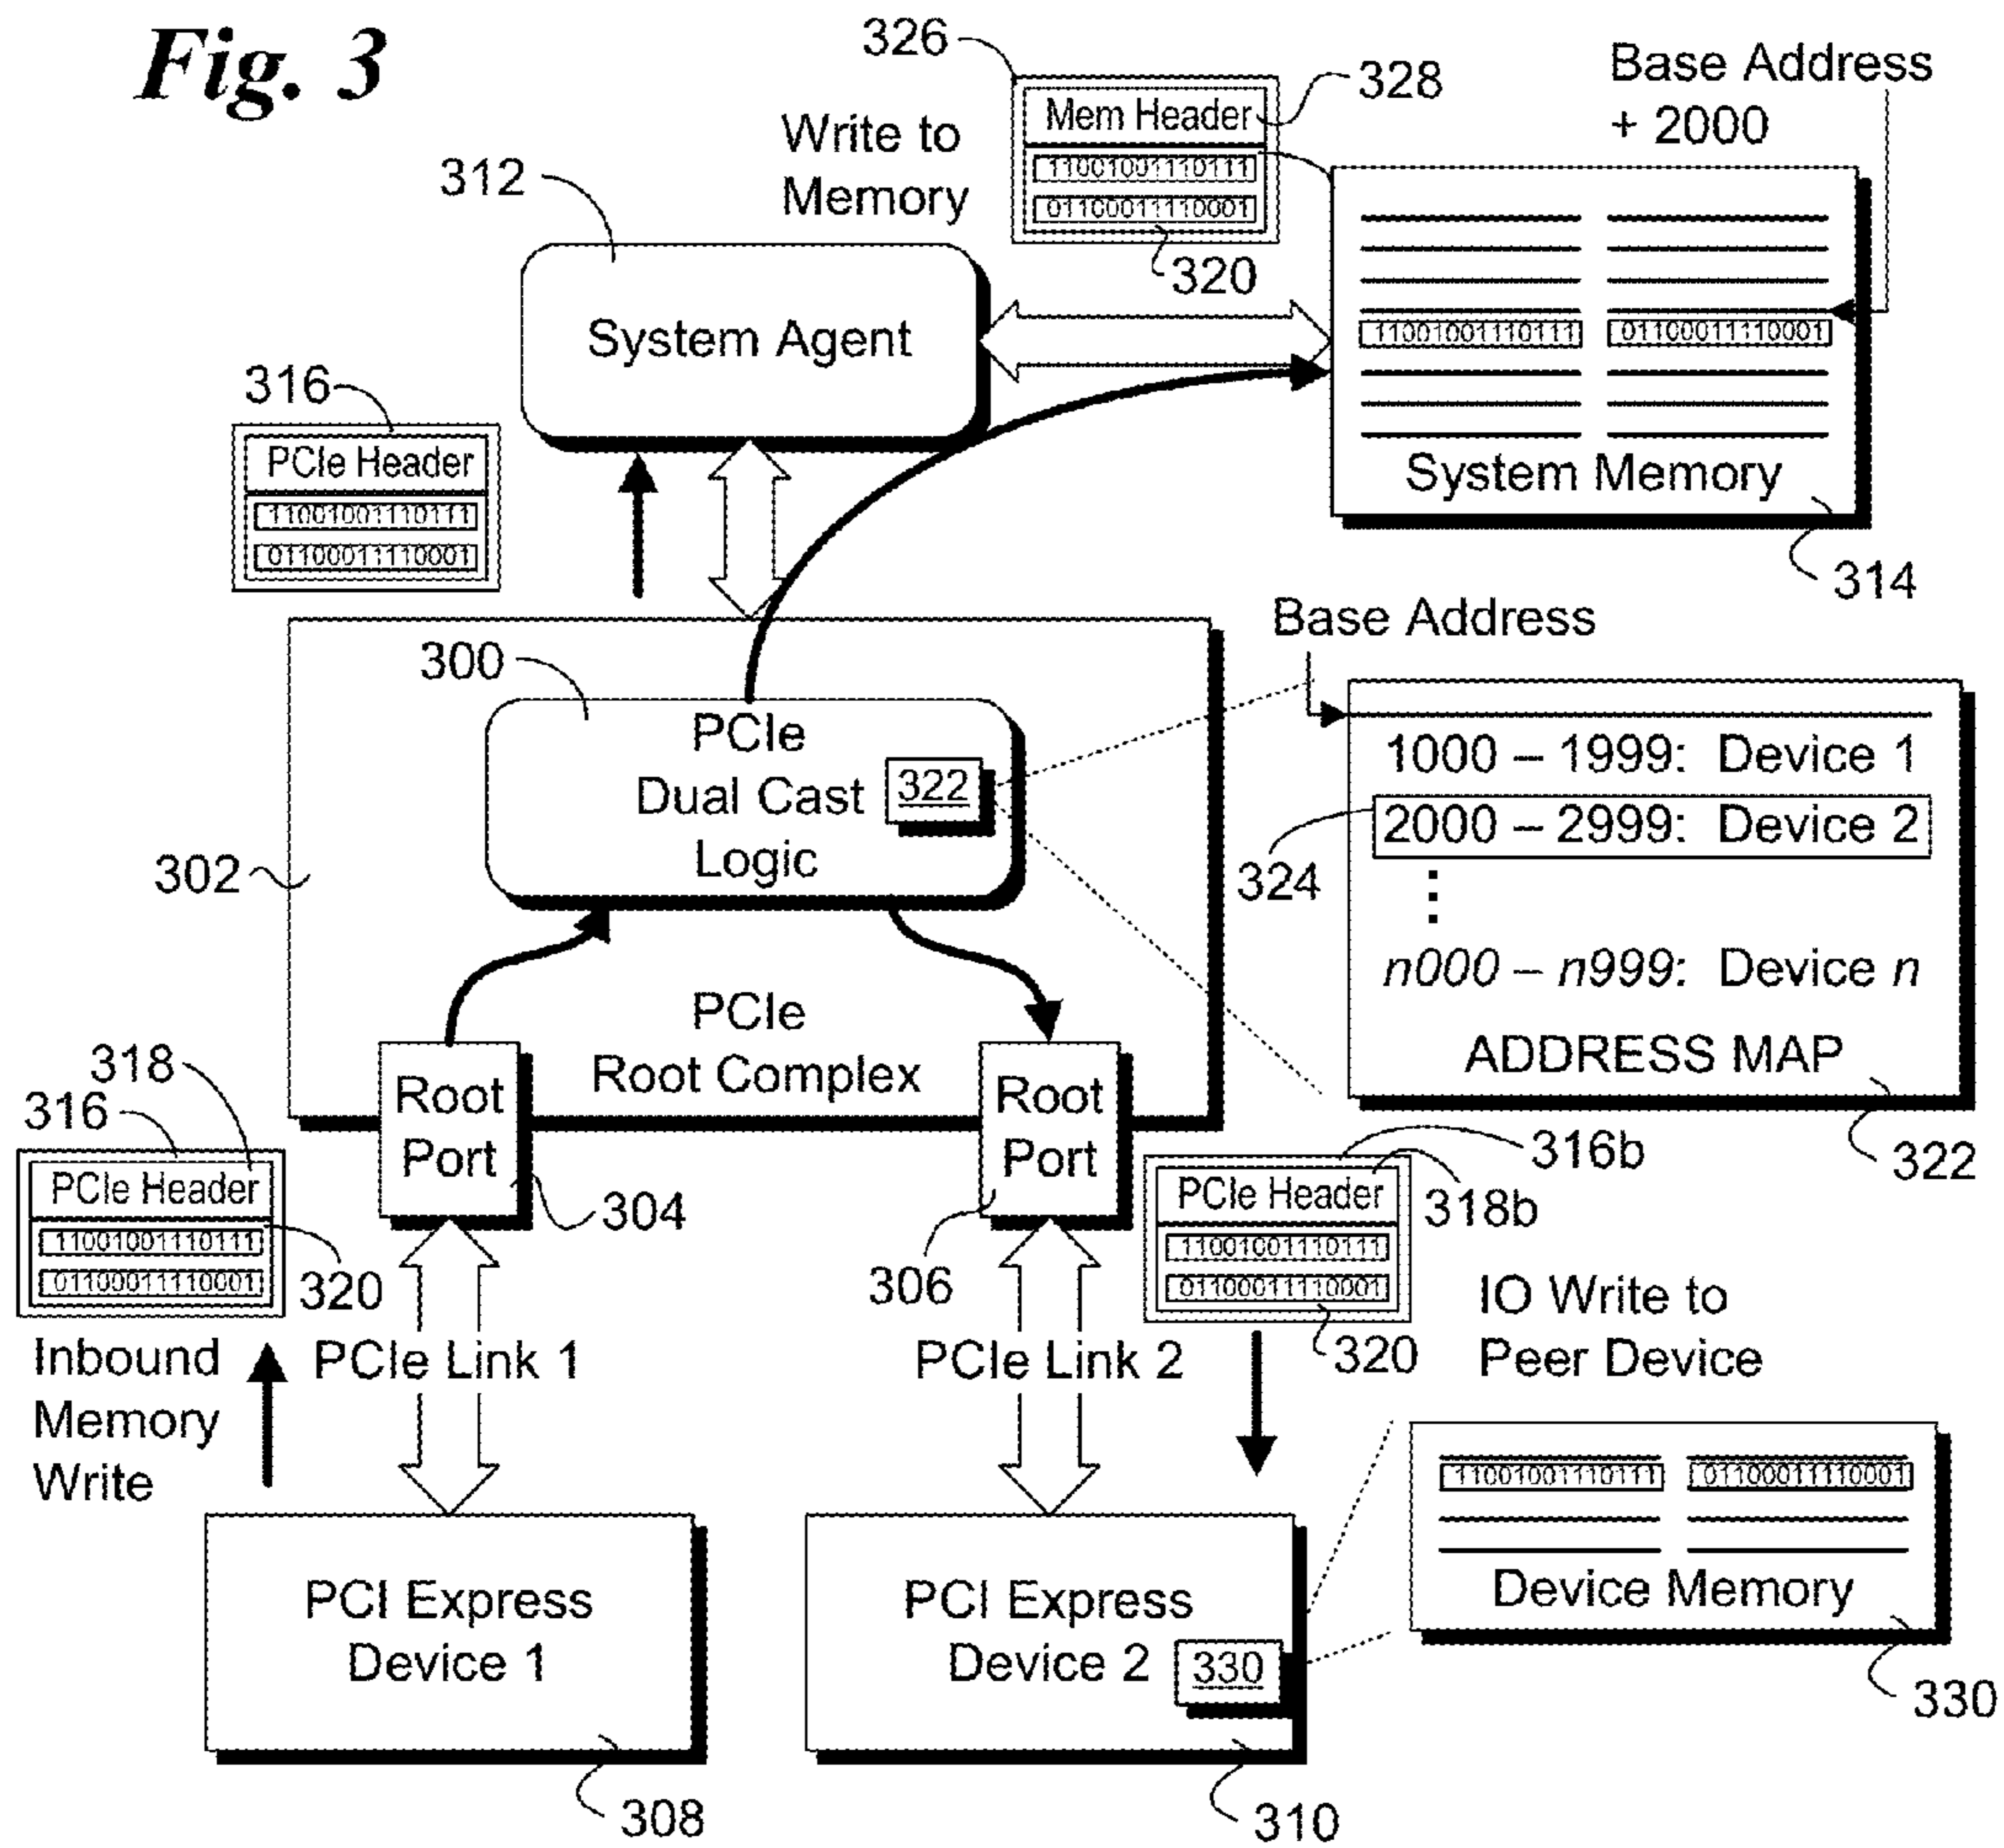 Fig. 3
326
328
Base Address
+ 2000
Mem Header
11001001110111
01100011110001
320
Write to
Memory
312
System Agent
11001001110111 01100011110001
System Memory
314
316
PCIe Header
11001001110111
01100011110001
Base Address
300
PCIe
Dual Cast
Logic
322
302
1000 – 1999: Device 1
2000 – 2999: Device 2
324
n000 – n999: Device n
ADDRESS MAP
322
PCIe
Root Complex
Root
Port
304
Root
Port
306
318
316
PCIe Header
11001001110111
01100011110001
320
316b
PCIe Header
318b
11001001110111
01100011110001
320
Inbound
Memory
Write
PCIe Link 1
PCIe Link 2
IO Write to
Peer Device
11001001110111 01100011110001
Device Memory
330
PCI Express
Device 1
308
PCI Express
Device 2
330
310